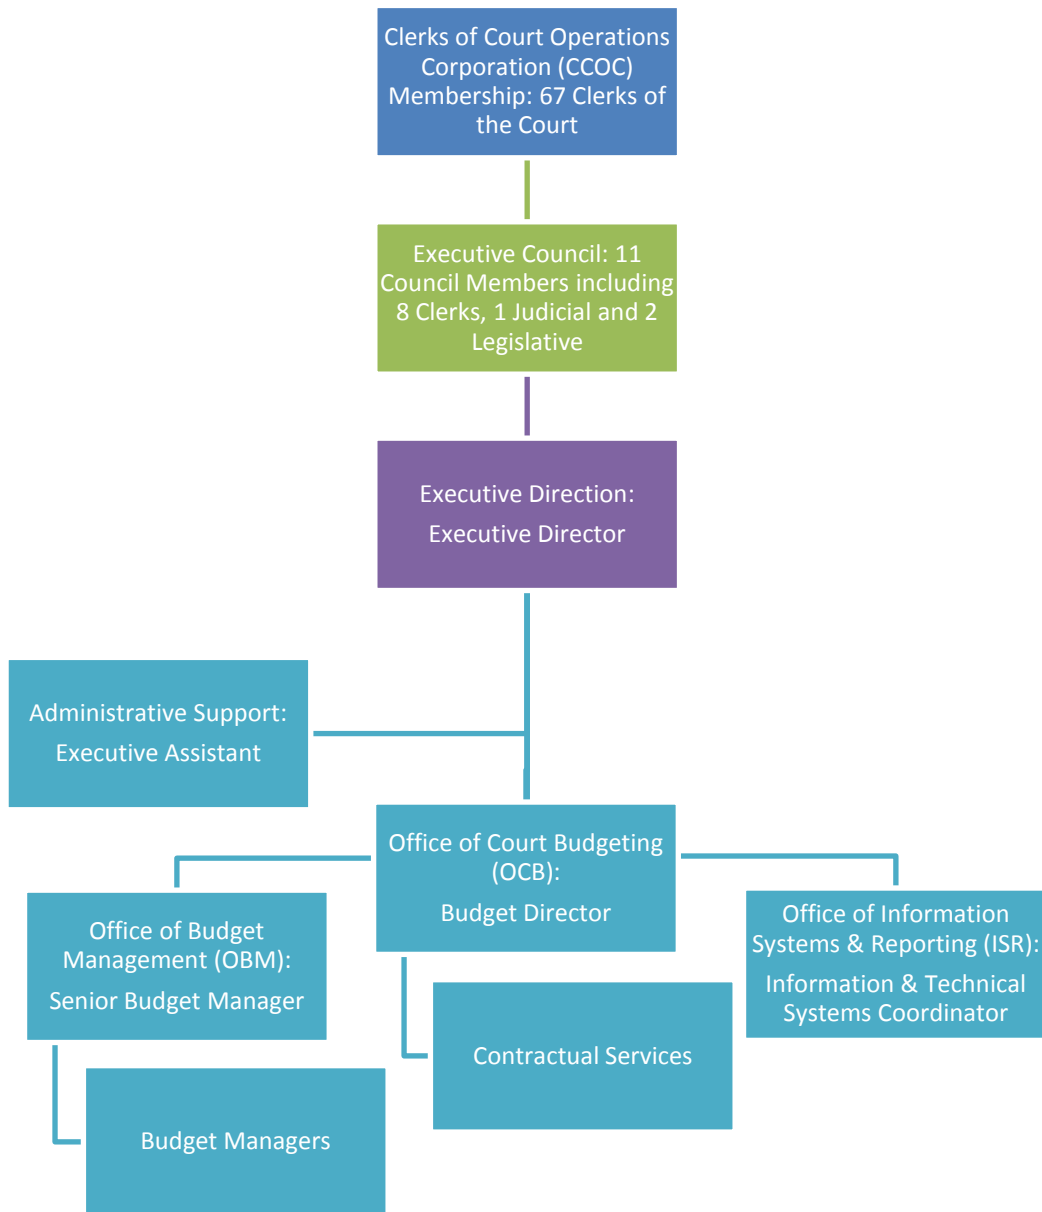 Clerks of Court Operations
Corporation (CCOC)
Membership: 67 Clerks of
the Court
Executive Council: 11
Council Members including
8 Clerks, 1 Judicial and 2
Legislative
Executive Direction:
Executive Director
Administrative Support:
Executive Assistant
Office of Court Budgeting
(OCB):
Budget Director
Office of Budget
Management (OBM):
Senior Budget Manager
Office of Information
Systems & Reporting (ISR):
Information & Technical
Systems Coordinator
Contractual Services
Budget Managers